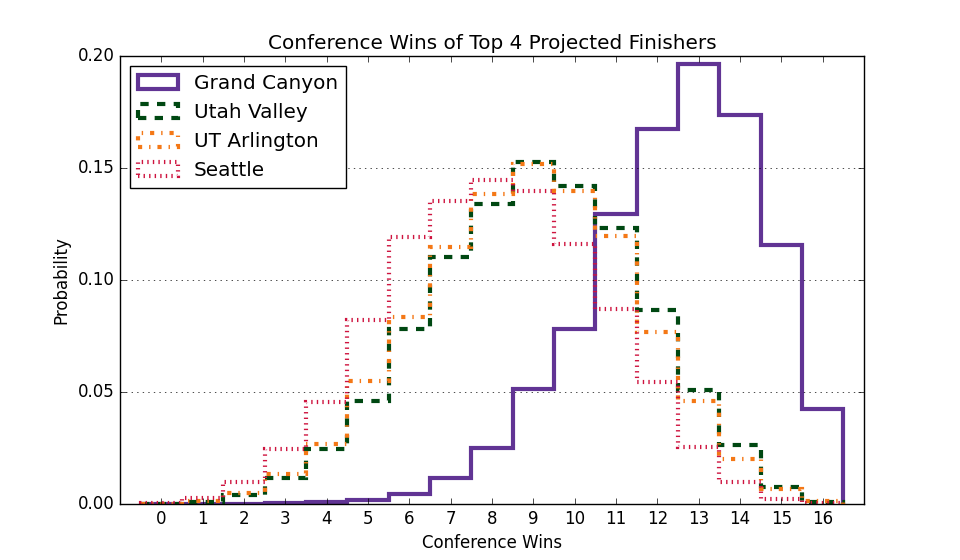 Conference Wins of Top 4 Projected Finishers
Grand Canyon
Utah Valley
UT Arlington
Seattle
Probability
0.20
0.15
0.10
0.05
0.00
0 1 2 3 4 5 6 7 8 9 10 11 12 13 14 15 16
Conference Wins